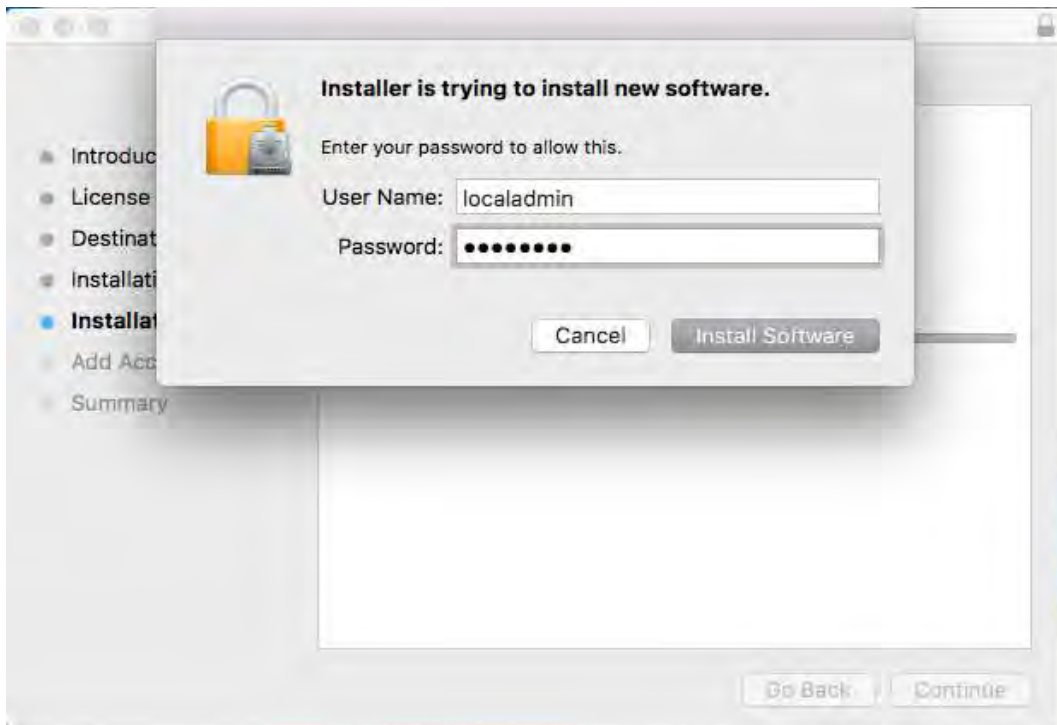 Installer is trying to install new software.
Enter your password to allow this.
User Name: localadmin
Password: ••••••••
Cancel
Install Software
Introduc
License
Destinat
Installati
Installat
Add Acc
Summary
Go Back
Continue